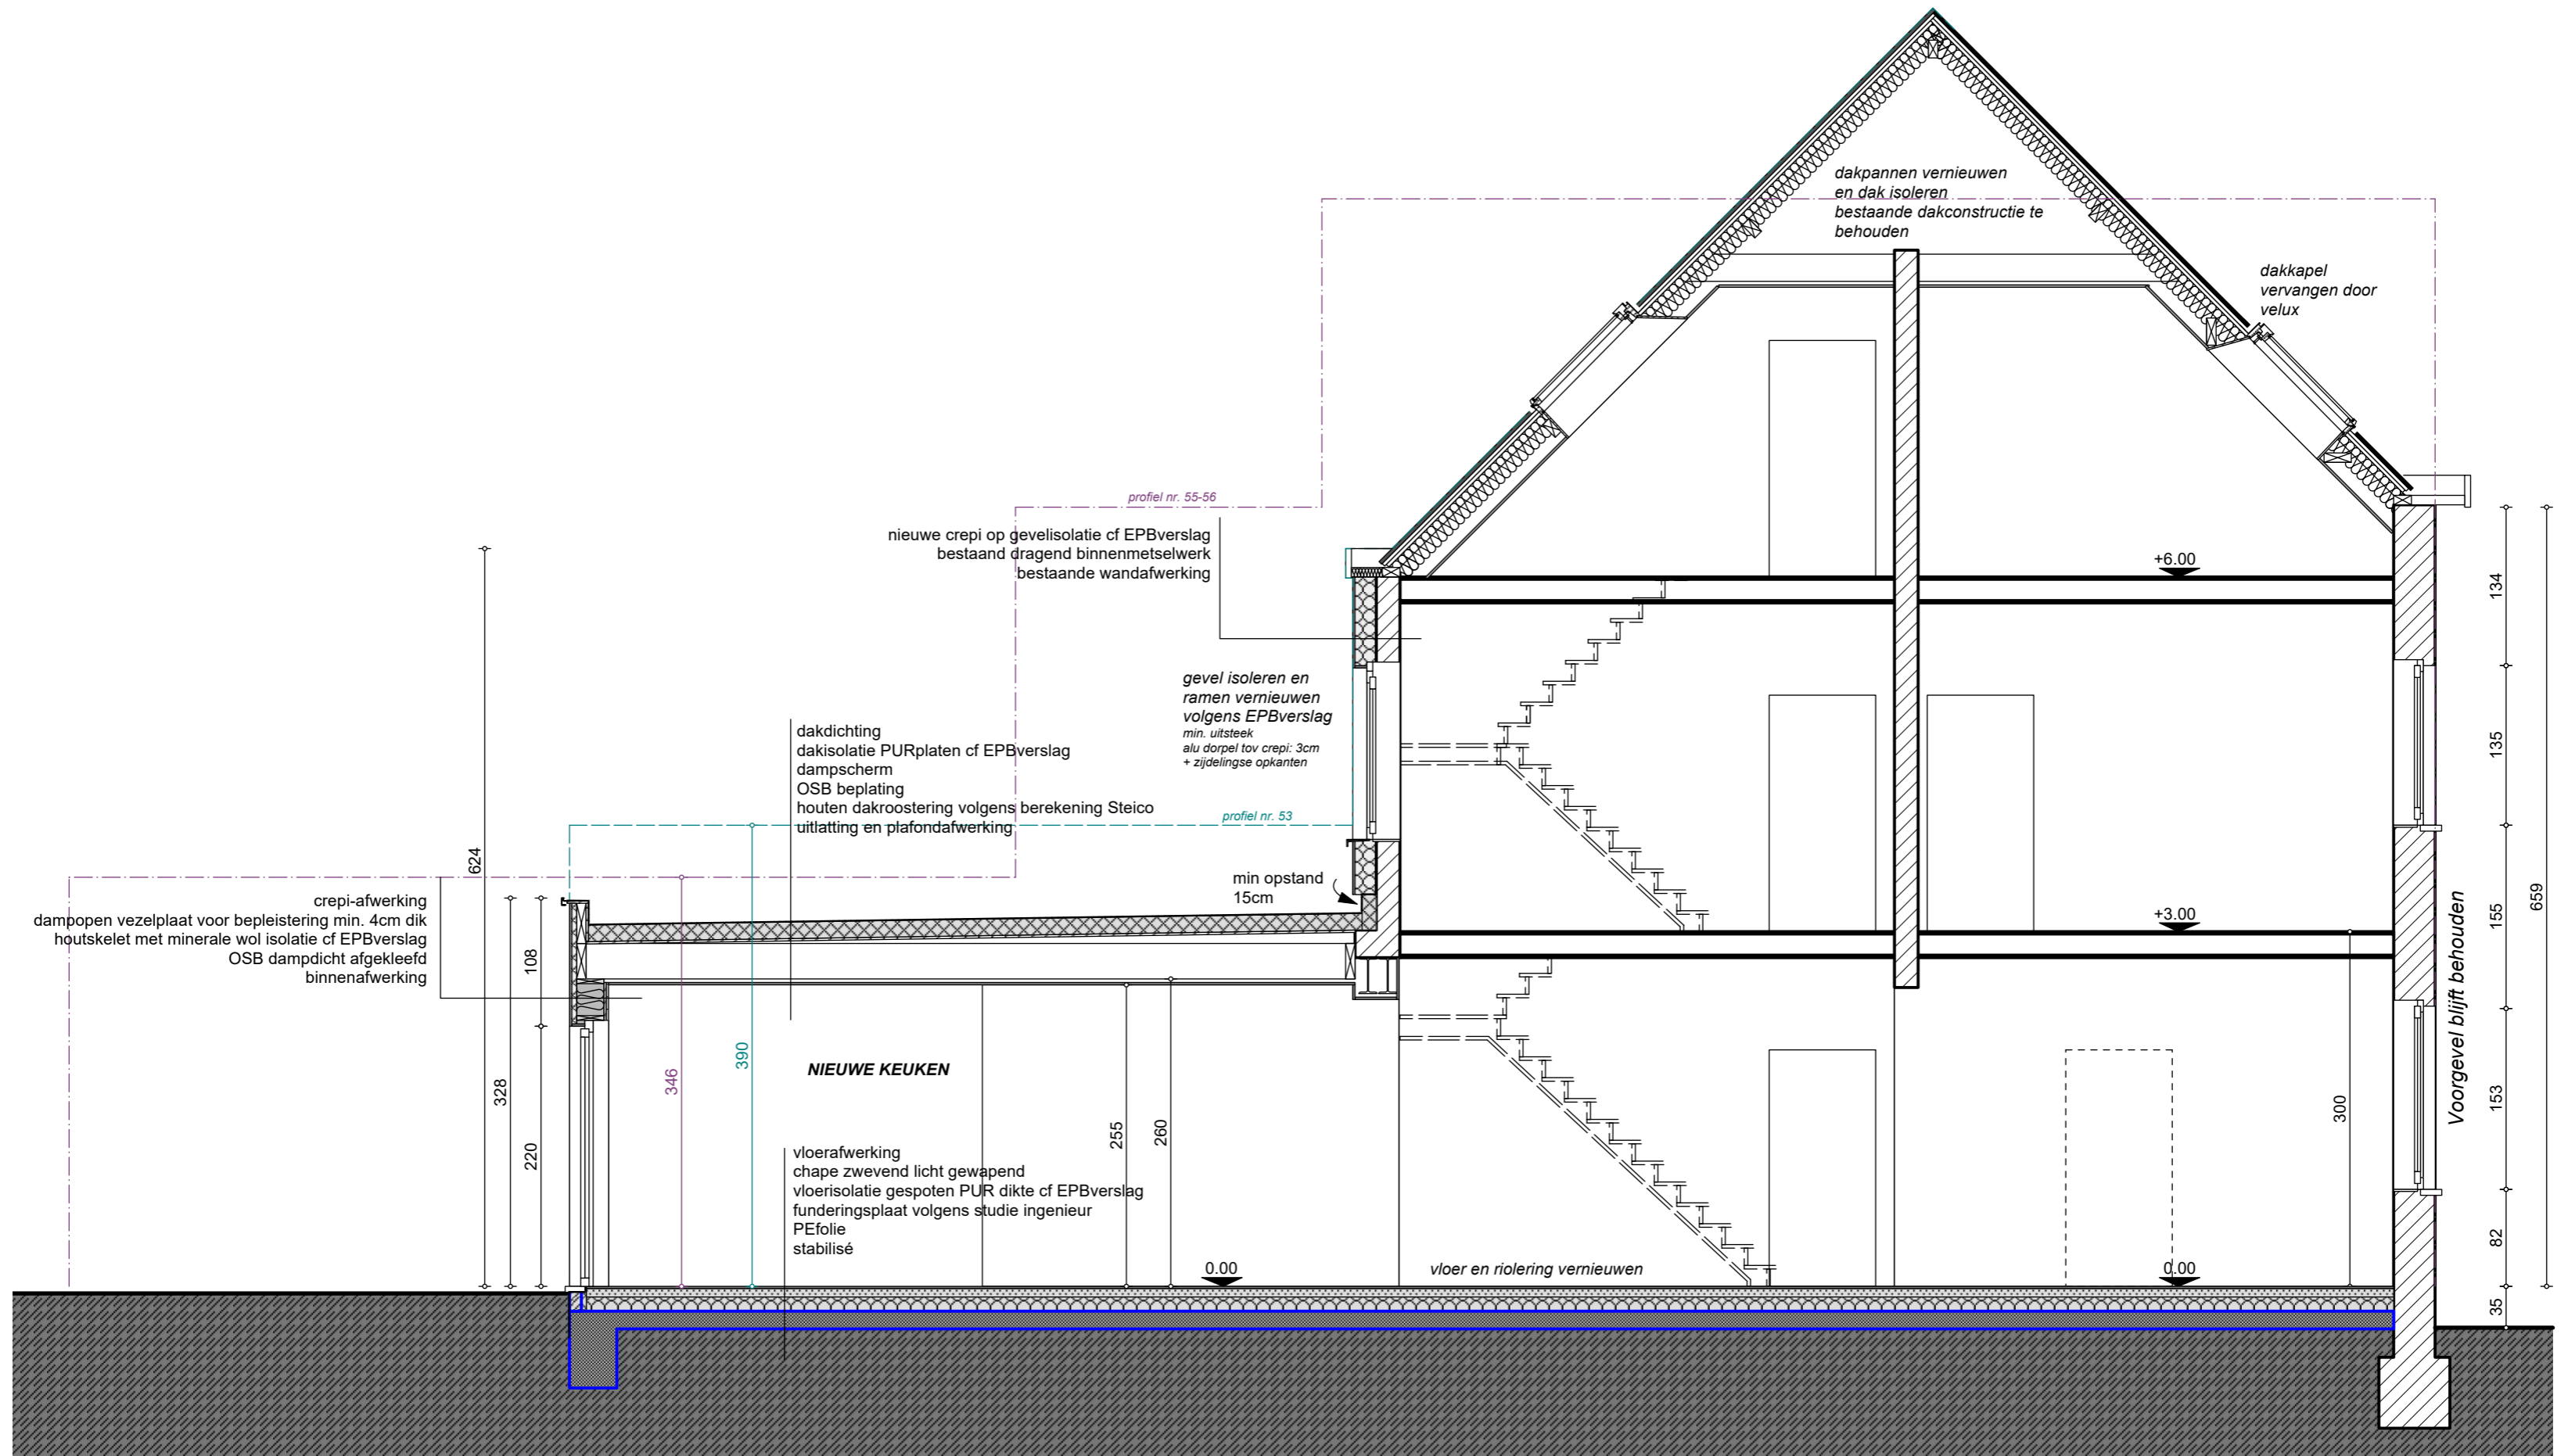 dakpannen vernieuwen
en dak isoleren
bestaande dakconstructie te
behouden
dakkapel
vervangen door
velux
profiel nr. 55-56
nieuwe crepi op gevelisolatie cf EPBverslag
bestaand dragend binnenmetselwerk
bestaande wandafwerking
+6.00
134
gevel isoleren en
ramen vernieuwen
volgens EPBverslag
min. uitsteek
alu dorpel tov crepi: 3cm
+ zijdelingse opkanten
135
dakdichting
dakisolatie PURplaten cf EPBverslag
dampscherm
OSB beplating
houten dakroostering volgens berekening Steico
uitlatting en plafondafwerking
profiel nr. 53
624
min opstand
15cm
crepi-afwerking
dampopen vezelplaat voor bepleistering min. 4cm dik
houtskelet met minerale wol isolatie cf EPBverslag
OSB dampdicht afgekleefd
binnenafwerking
108
+3.00
155
659
Voorgevel blijft behouden
328
220
346
390
NIEUWE KEUKEN
255
260
300
153
vloerafwerking
chape zwevend licht gewapend
vloerisolatie gespoten PUR dikte cf EPBverslag
funderingsplaat volgens studie ingenieur
PEfolie
stabilisé
82
0.00
vloer en riolering vernieuwen
0.00
35